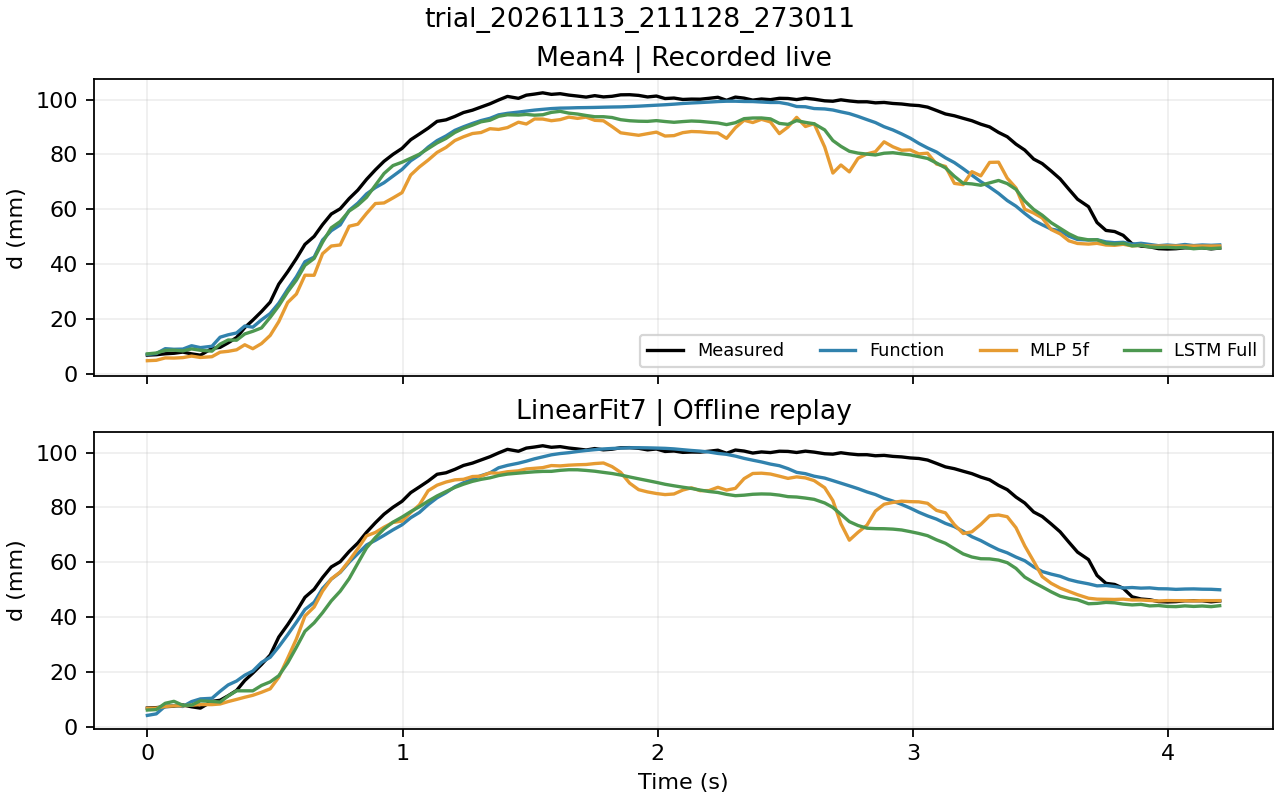 trial_20261113_211128_273011
Mean4 | Recorded live
d (mm)
100
80
60
40
20
0
Measured Function MLP 5f LSTM Full
LinearFit7 | Offline replay
d (mm)
100
80
60
40
20
0
0 1 2 3 4
Time (s)